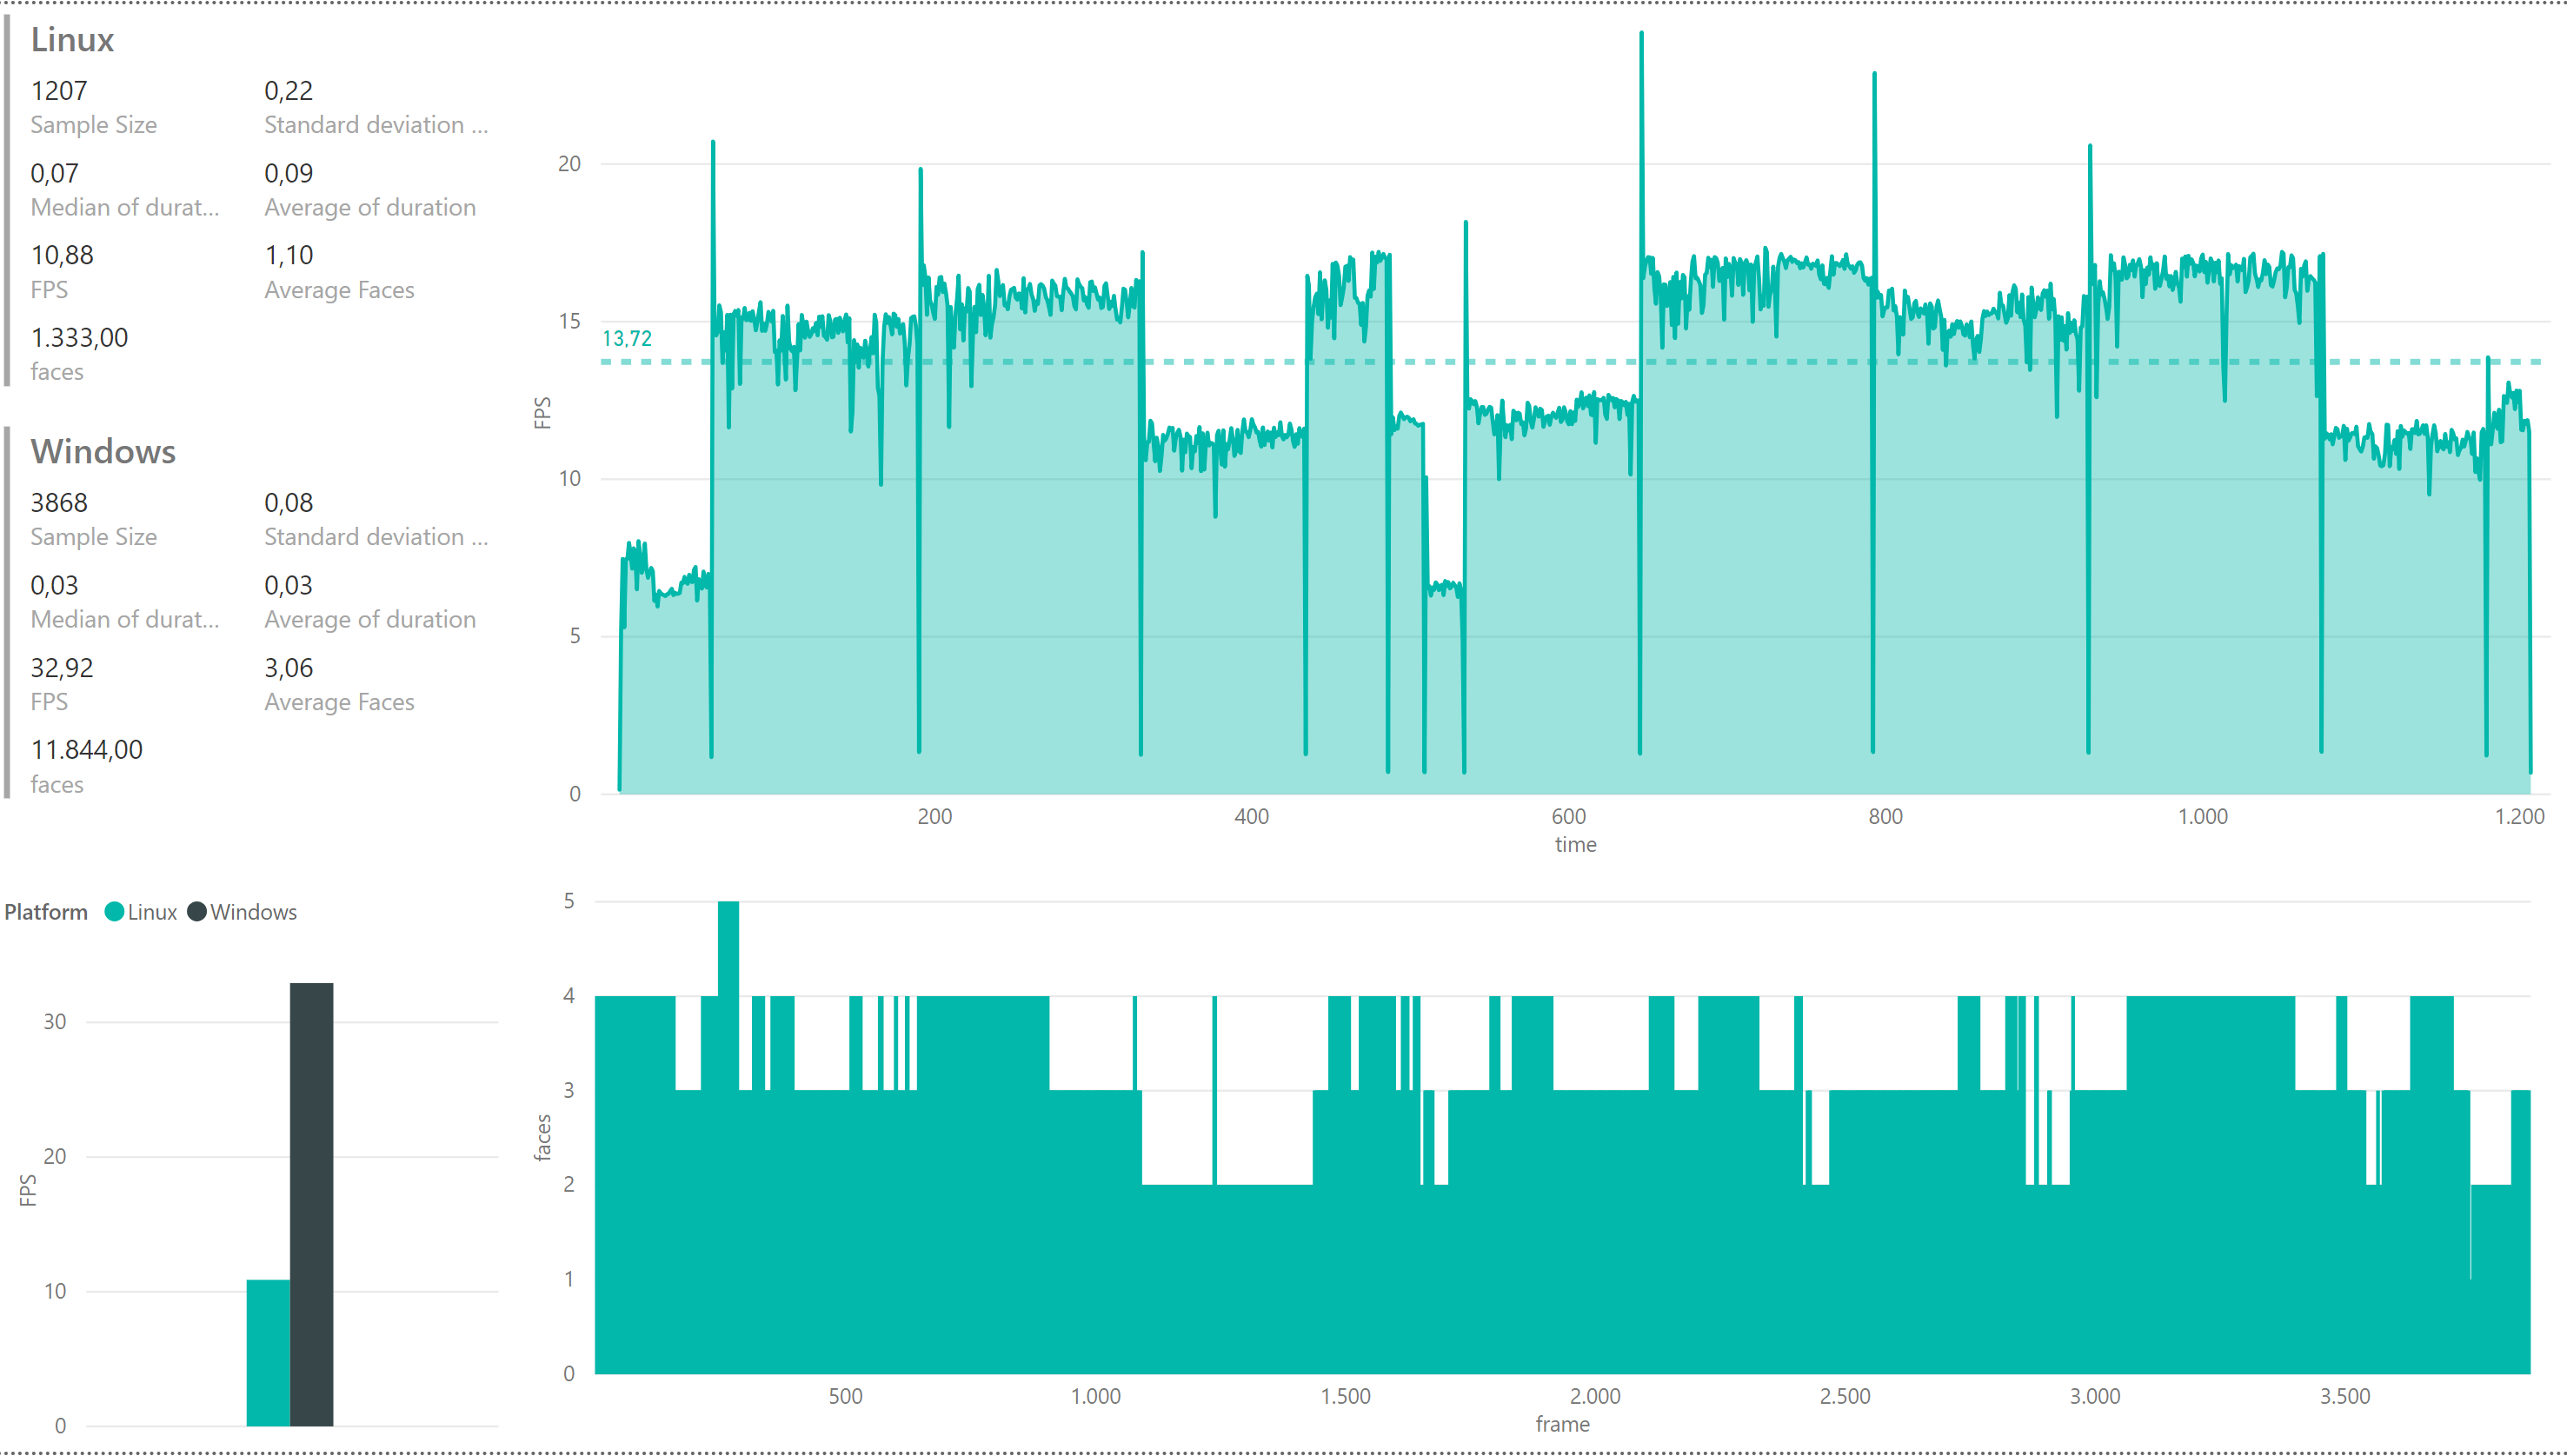 Linux
1207 0,22
Sample Size Standard deviation ...
0,07 0,09
Median of durat... Average of duration
10,88 1,10
FPS Average Faces
1.333,00
faces
Windows
3868 0,08
Sample Size Standard deviation ...
0,03 0,03
Median of durat... Average of duration
32,92 3,06
FPS Average Faces
11.844,00
faces
20
15
13,72
10
5
0
FPS
200 400 600 800 1.000 1.200
time
Platform Linux Windows
30
20
10
0
FPS
5
4
3
2
1
0
faces
500 1.000 1.500 2.000 2.500 3.000 3.500
frame